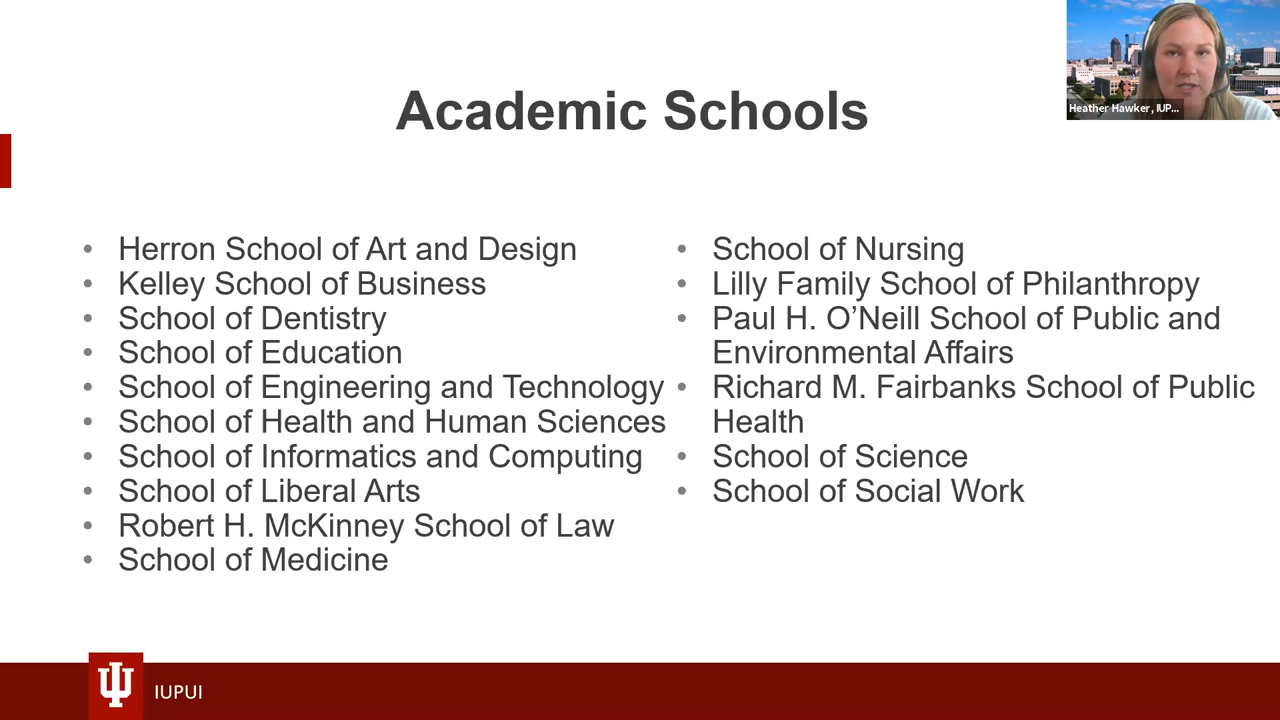 Academic Schools
Heather Hawker, IUP...
• Herron School of Art and Design
• Kelley School of Business
• School of Dentistry
• School of Education
• School of Engineering and Technology
• School of Health and Human Sciences
• School of Informatics and Computing
• School of Liberal Arts
• Robert H. McKinney School of Law
• School of Medicine
• School of Nursing
• Lilly Family School of Philanthropy
• Paul H. O’Neill School of Public and
Environmental Affairs
• Richard M. Fairbanks School of Public
Health
• School of Science
• School of Social Work
IUPUI